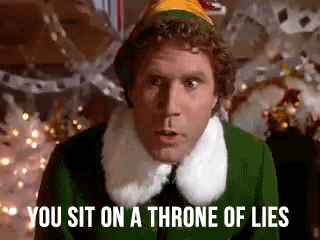 YOU SIT ON A THRONE OF LIES